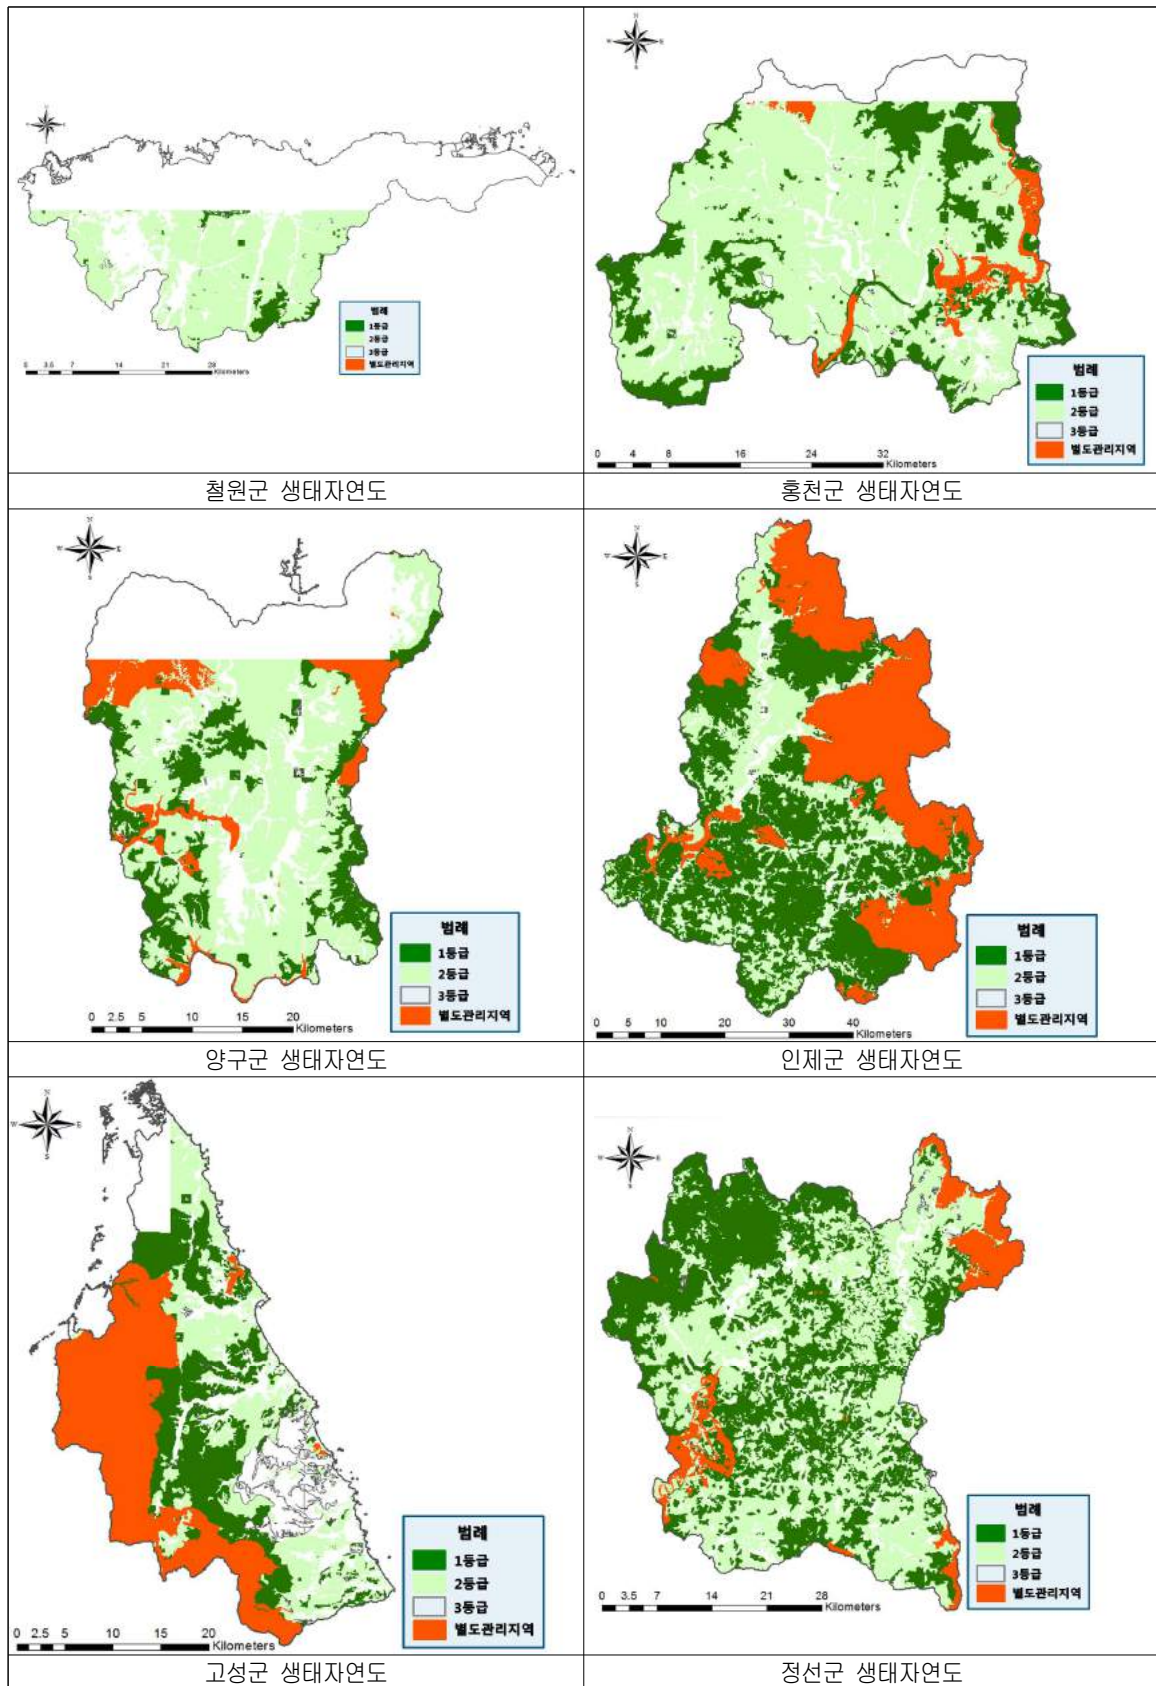 N
W
E
S
범례
1등급
2등급
3등급
별도관리지역
0 3.5 7 14 21 28
Kilometers
철원군 생태자연도
N
W
E
S
범례
1등급
2등급
3등급
별도관리지역
0 4 8 16 24 32
Kilometers
홍천군 생태자연도
N
W
E
S
범례
1등급
2등급
3등급
별도관리지역
0 2.5 5 10 15 20
Kilometers
양구군 생태자연도
N
W
E
S
범례
1등급
2등급
3등급
별도관리지역
0 5 10 20 30 40
Kilometers
인제군 생태자연도
N
W
E
S
범례
1등급
2등급
3등급
별도관리지역
0 2.5 5 10 15 20
Kilometers
고성군 생태자연도
N
W
E
S
범례
1등급
2등급
3등급
별도관리지역
0 3.5 7 14 21 28
Kilometers
정선군 생태자연도